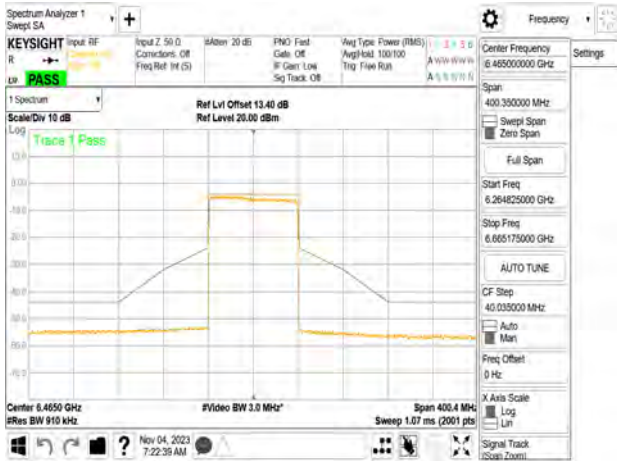 Spectrum Analyzer 1
Swept SA
+
Frequency
KEYSIGHT
Input: RF
Input Z: 50 Ω
#Atten: 20 dB
PNO: Fast
Avg Type: Power (RMS)
R
Corrections: Off
Gate: Off
Avg|Hold: 100/100
Freq Ref: Int (S)
IF Gain: Low
Trig: Free Run
Sig Track: Off
PASS
1 Spectrum
Ref Lvl Offset 13.40 dB
Scale/Div 10 dB
Ref Level 20.00 dBm
Log
Trace 1 Pass
Center 6.4650 GHz
#Video BW 3.0 MHz*
Span 400.4 MHz
#Res BW 910 kHz
Sweep 1.07 ms (2001 pts)
Nov 04, 2023
7:22:39 AM
Center Frequency
6.465000000 GHz
Settings
Span
400.350000 MHz
Swept Span
Zero Span
Full Span
Start Freq
6.264825000 GHz
Stop Freq
6.665175000 GHz
AUTO TUNE
CF Step
40.035000 MHz
Auto
Man
Freq Offset
0 Hz
X Axis Scale
Log
Lin
Signal Track
(Span Zoom)